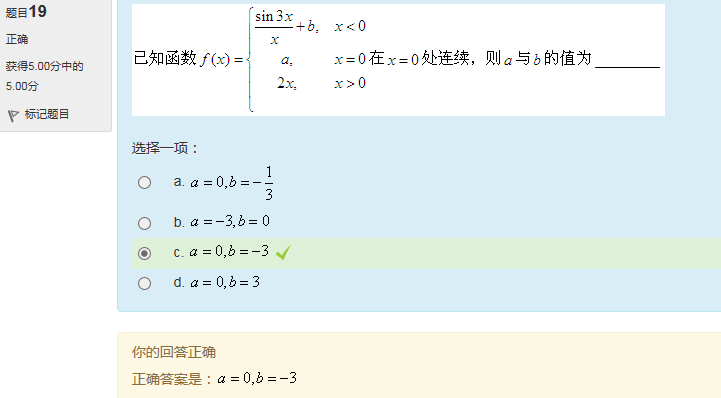 题目19
正确
获得5.00分中的
5.00分
标记题目
已知函数 f(x) = { sin 3x / x + b, x < 0
a, x = 0 在 x = 0 处连续，则 a 与 b 的值为 ________
2x, x > 0
选择一项：
a. a = 0, b = -1/3
b. a = -3, b = 0
c. a = 0, b = -3
d. a = 0, b = 3
你的回答正确
正确答案是：a = 0, b = -3